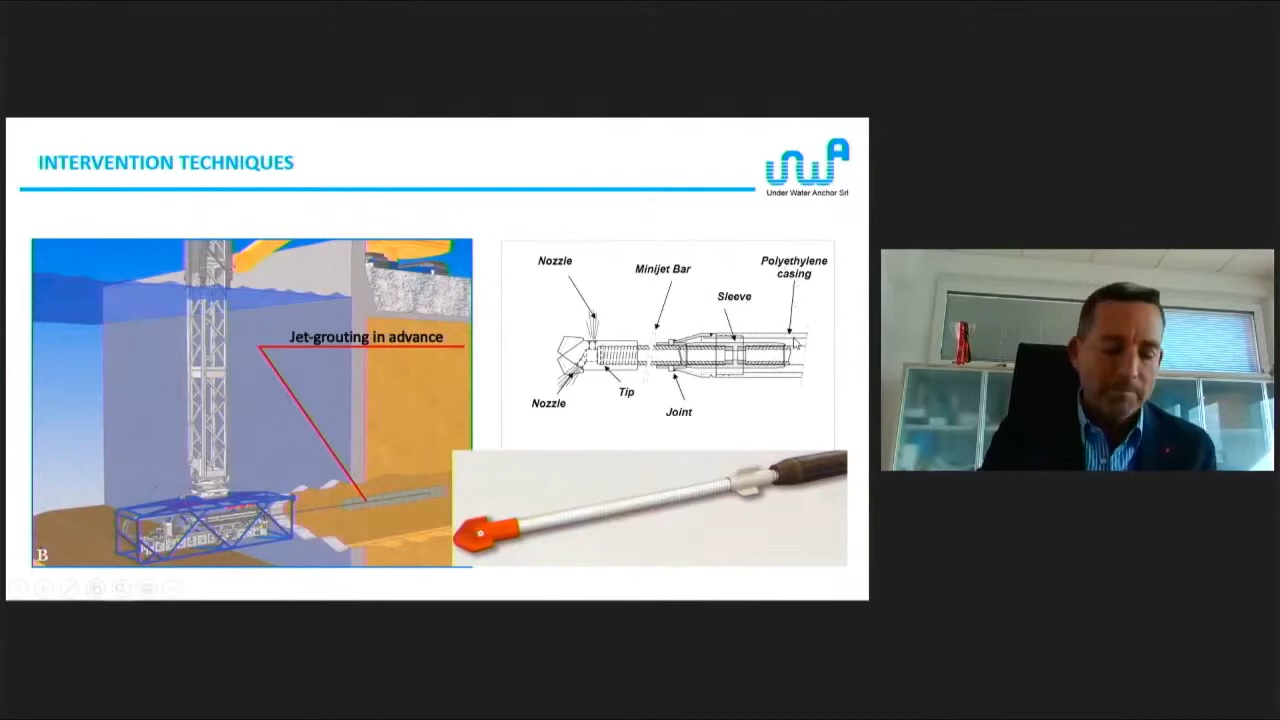 INTERVENTION TECHNIQUES
UWA
Under Water Anchor Srl
Jet-grouting in advance
B
Nozzle
Minijet Bar
Polyethylene
casing
Sleeve
Nozzle
Tip
Joint